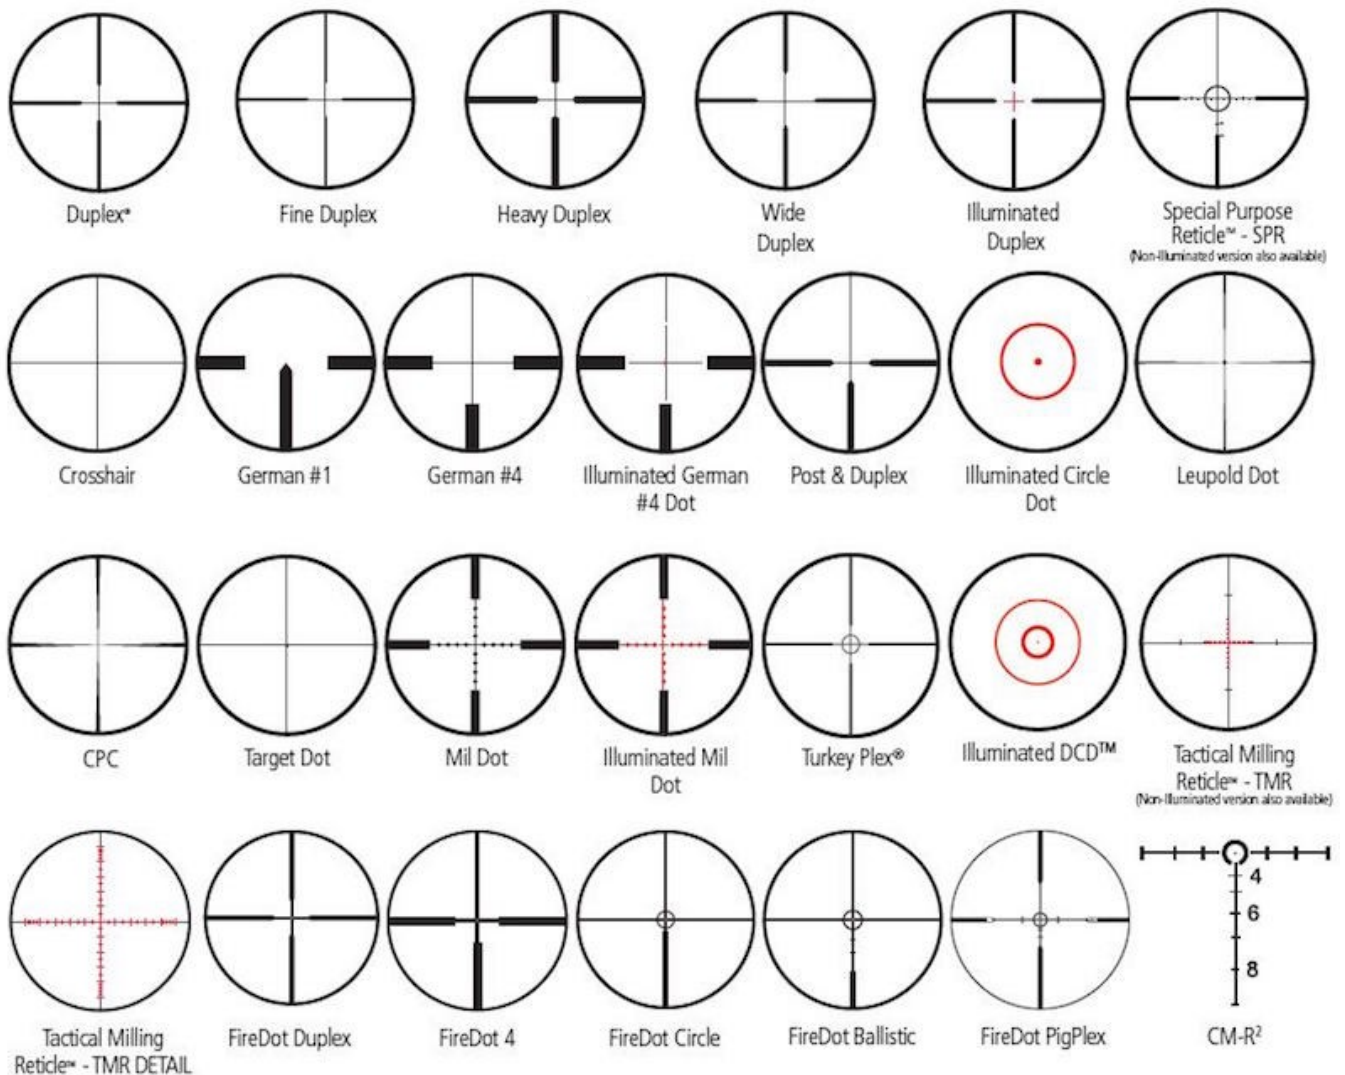 Duplex®
Fine Duplex
Heavy Duplex
Wide
Duplex
Illuminated
Duplex
Special Purpose
Reticle™ - SPR
(Non-Illuminated version also available)
Crosshair
German #1
German #4
Illuminated German
#4 Dot
Post & Duplex
Illuminated Circle
Dot
Leupold Dot
CPC
Target Dot
Mil Dot
Illuminated Mil
Dot
Turkey Plex®
Illuminated DCD™
Tactical Milling
Reticle™ - TMR
(Non-Illuminated version also available)
4
6
8
Tactical Milling
Reticle™ - TMR DETAIL
FireDot Duplex
FireDot 4
FireDot Circle
FireDot Ballistic
FireDot PigPlex
CM-R²